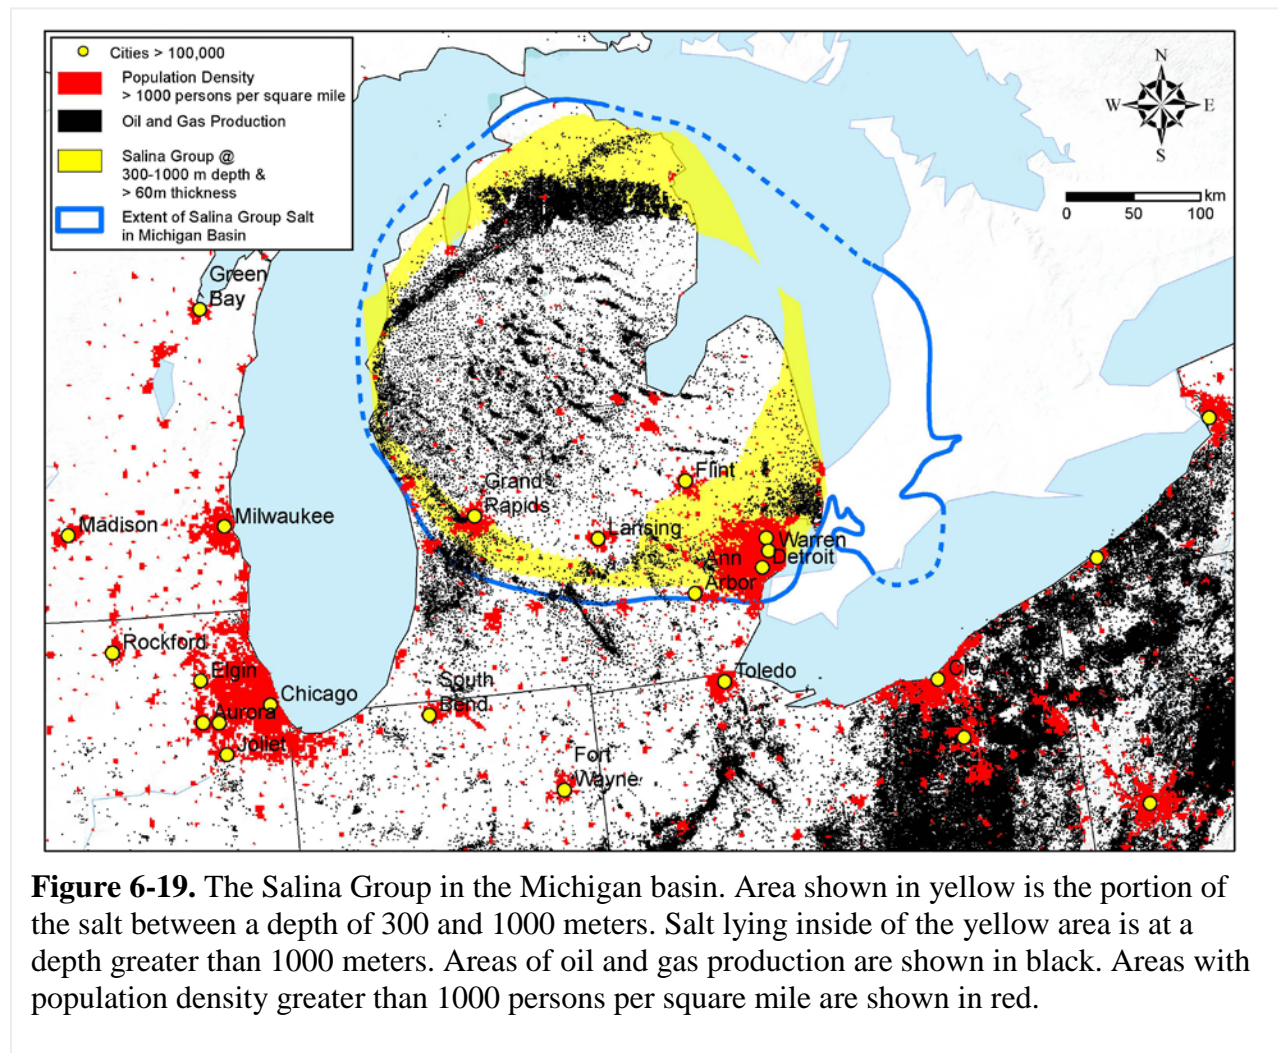 Cities > 100,000
Population Density
> 1000 persons per square mile
Oil and Gas Production
Salina Group @
300-1000 m depth &
> 60m thickness
Extent of Salina Group Salt
in Michigan Basin
N
W
E
S
km
0
50
100
Green
Bay
Grand
Rapids
Flint
Madison
Milwaukee
Lansing
Warren
Detroit
Ann
Arbor
Rockford
Elgin
Chicago
Aurora
Joliet
South
Bend
Toledo
Cleveland
Fort
Wayne
Figure 6-19. The Salina Group in the Michigan basin. Area shown in yellow is the portion of
the salt between a depth of 300 and 1000 meters. Salt lying inside of the yellow area is at a
depth greater than 1000 meters. Areas of oil and gas production are shown in black. Areas with
population density greater than 1000 persons per square mile are shown in red.